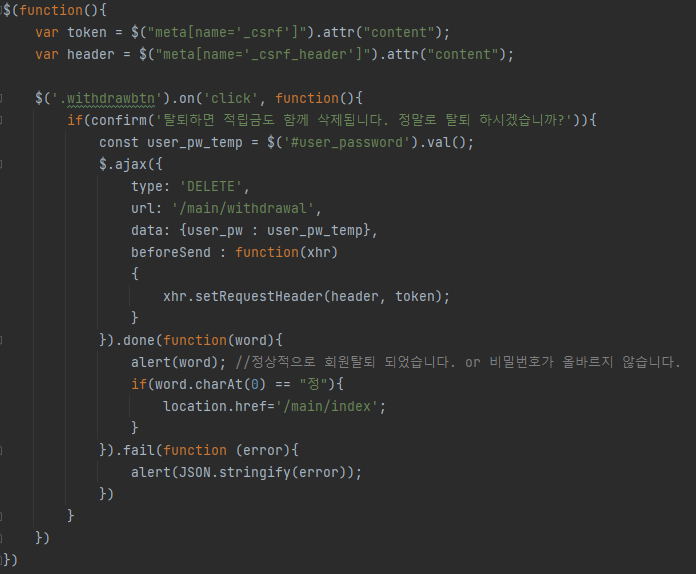 $(function(){
    var token = $("meta[name='_csrf']").attr("content");
    var header = $("meta[name='_csrf_header']").attr("content");
    $('.withdrawbtn').on('click', function(){
        if(confirm('탈퇴하면 적립금도 함께 삭제됩니다. 정말로 탈퇴 하시겠습니까?')){
            const user_pw_temp = $('#user_password').val();
            $.ajax({
                type: 'DELETE',
                url: '/main/withdrawal',
                data: {user_pw : user_pw_temp},
                beforeSend : function(xhr)
                {
                    xhr.setRequestHeader(header, token);
                }
            }).done(function(word){
                alert(word); //정상적으로 회원탈퇴 되었습니다. or 비밀번호가 올바르지 않습니다.
                if(word.charAt(0) == "정"){
                    location.href='/main/index';
                }
            }).fail(function (error){
                alert(JSON.stringify(error));
            })
        }
    })
})